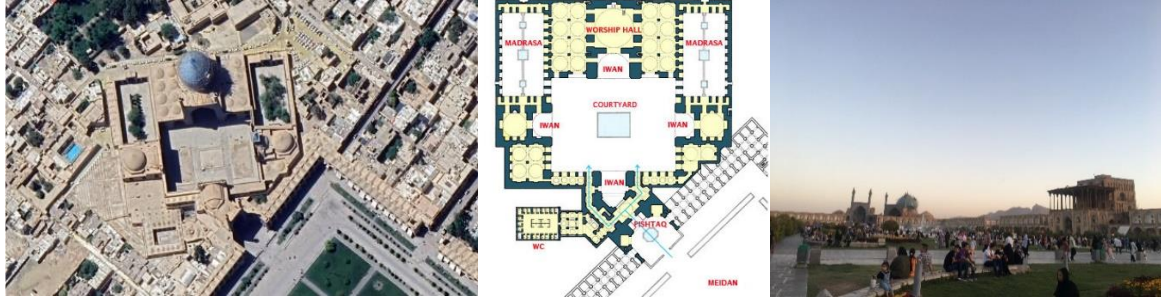 WORSHIP HALL
MADRASA
MADRASA
IWAN
COURTYARD
IWAN
IWAN
IWAN
PISHTAQ
WC
MEIDAN